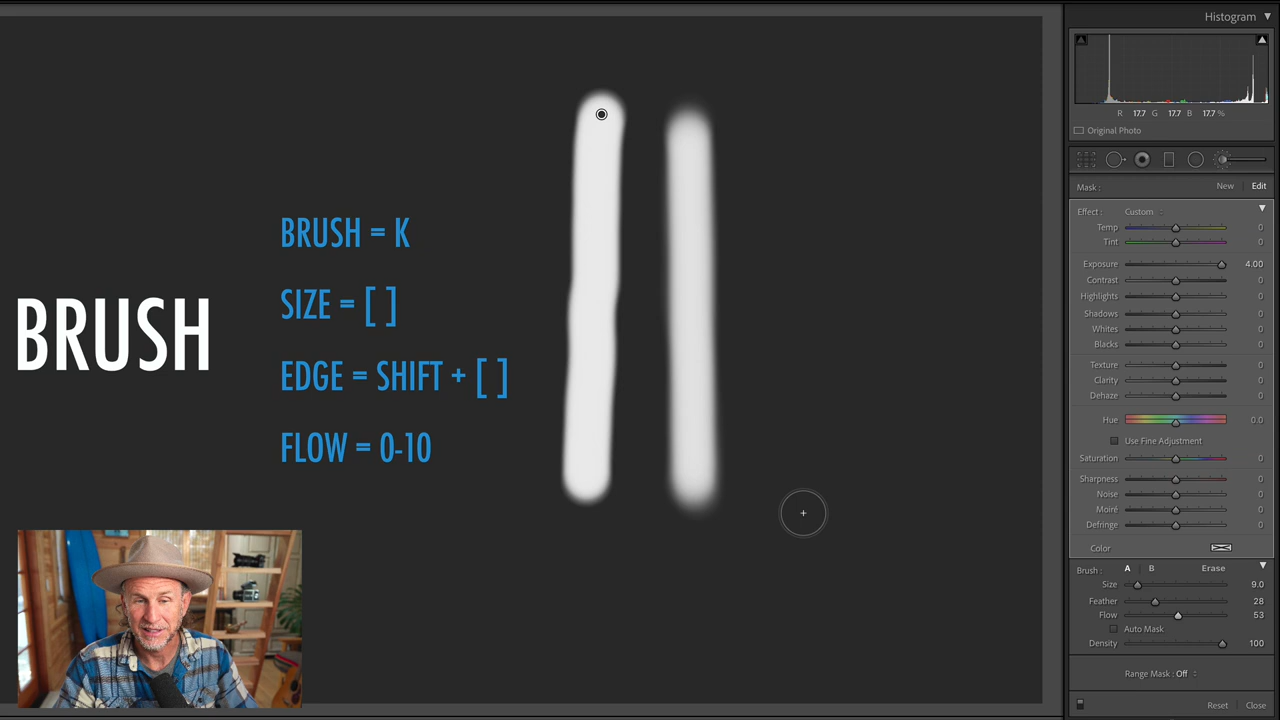 BRUSH
BRUSH = K
SIZE = [ ]
EDGE = SHIFT + [ ]
FLOW = 0-10
Histogram
R 17.7 G 17.7 B 17.7 %
Original Photo
Mask : New Edit
Effect : Custom
Temp 0
Tint 0
Exposure 4.00
Contrast 0
Highlights 0
Shadows 0
Whites 0
Blacks 0
Texture 0
Clarity 0
Dehaze 0
Hue 0.0
Use Fine Adjustment
Saturation 0
Sharpness 0
Noise 0
Moiré 0
Defringe 0
Color
Brush : A B Erase
Size 9.0
Feather 28
Flow 53
Auto Mask
Density 100
Range Mask : Off
Reset Close